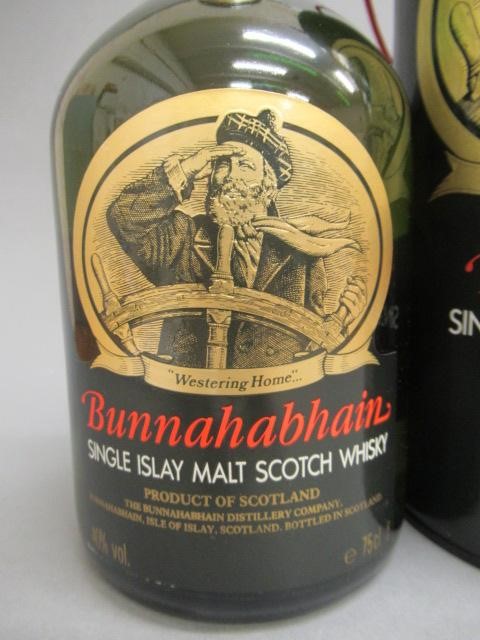 "Westering Home"...
Bunnahabhain
SINGLE ISLAY MALT SCOTCH WHISKY
PRODUCT OF SCOTLAND
THE BUNNAHABHAIN DISTILLERY COMPANY,
BUNNAHABHAIN, ISLE OF ISLAY, SCOTLAND. BOTTLED IN SCOTLAND
40% vol.
e 75cl
SIN